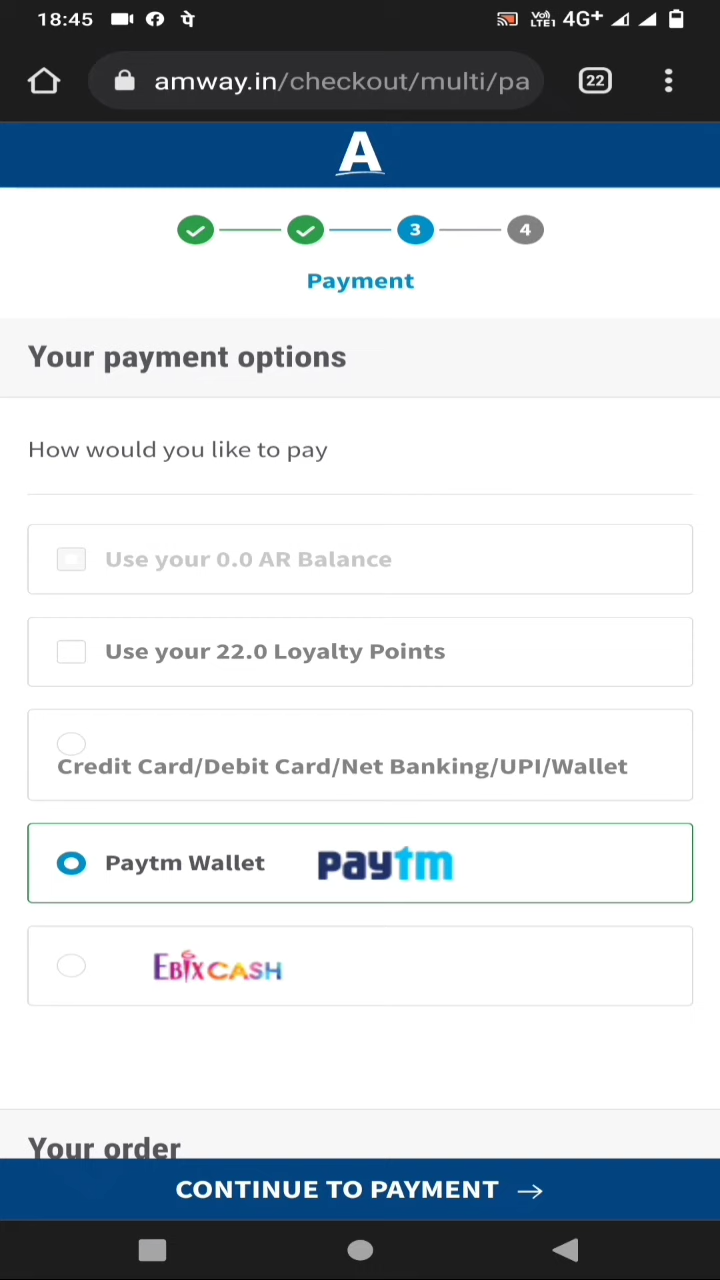 18:45 पे Vo)) LTE1 4G+
amway.in/checkout/multi/pa 22
A
3 4
Payment
Your payment options
How would you like to pay
Use your 0.0 AR Balance
Use your 22.0 Loyalty Points
Credit Card/Debit Card/Net Banking/UPI/Wallet
Paytm Wallet paytm
EBIXCASH
Your order
CONTINUE TO PAYMENT →